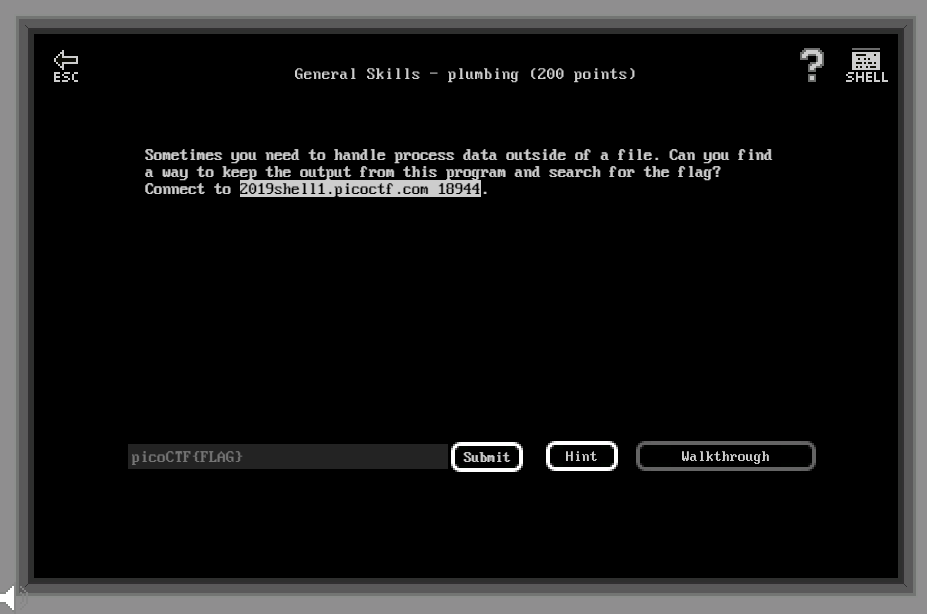 ESC
General Skills - plumbing (200 points)
?
SHELL
Sometimes you need to handle process data outside of a file. Can you find
a way to keep the output from this program and search for the flag?
Connect to 2019shell1.picoctf.com 18944.
picoCTF{FLAG}
Submit
Hint
Walkthrough